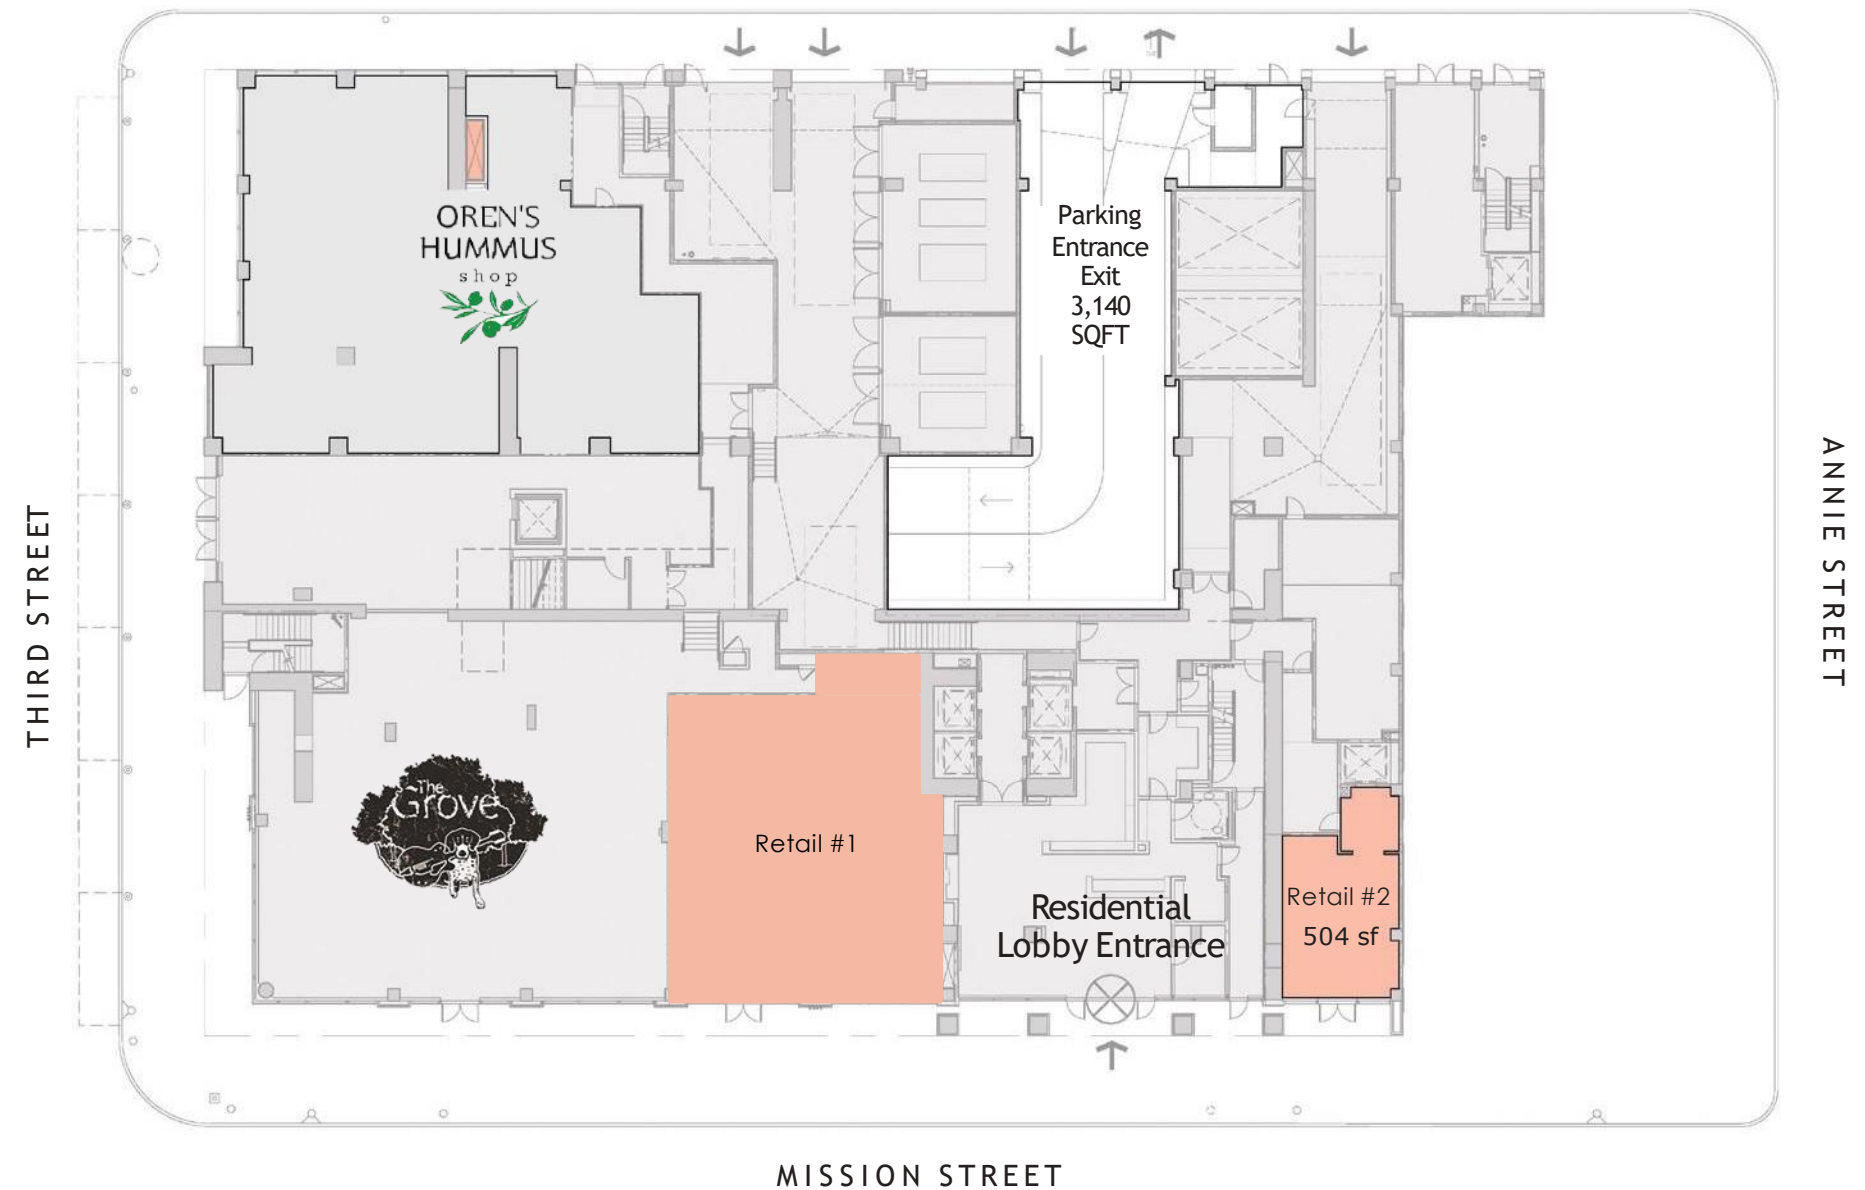 OREN'S
HUMMUS
shop
Parking
Entrance
Exit
3,140
SQFT
THIRD STREET
ANNIE STREET
The
Grove
Retail #1
Residential
Lobby Entrance
Retail #2
504 sf
MISSION STREET